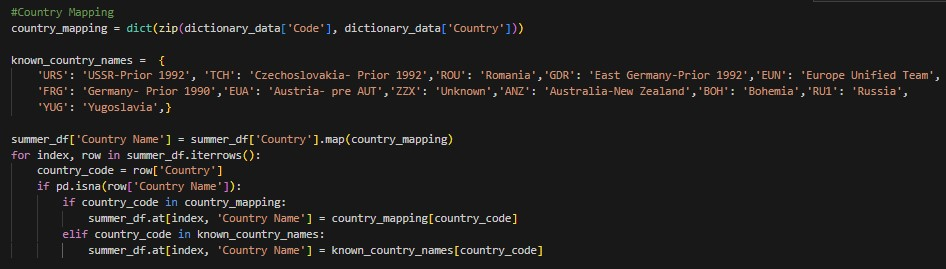 #Country Mapping
country_mapping = dict(zip(dictionary_data['Code'], dictionary_data['Country']))
known_country_names =  {
    'URS': 'USSR-Prior 1992', 'TCH': 'Czechoslovakia- Prior 1992','ROU': 'Romania','GDR': 'East Germany-Prior 1992','EUN': 'Europe Unified Team',
    'FRG': 'Germany- Prior 1990','EUA': 'Austria- pre AUT','ZZX': 'Unknown','ANZ': 'Australia-New Zealand','BOH': 'Bohemia','RU1': 'Russia',
    'YUG': 'Yugoslavia',}
summer_df['Country Name'] = summer_df['Country'].map(country_mapping)
for index, row in summer_df.iterrows():
    country_code = row['Country']
    if pd.isna(row['Country Name']):
        if country_code in country_mapping:
            summer_df.at[index, 'Country Name'] = country_mapping[country_code]
        elif country_code in known_country_names:
            summer_df.at[index, 'Country Name'] = known_country_names[country_code]